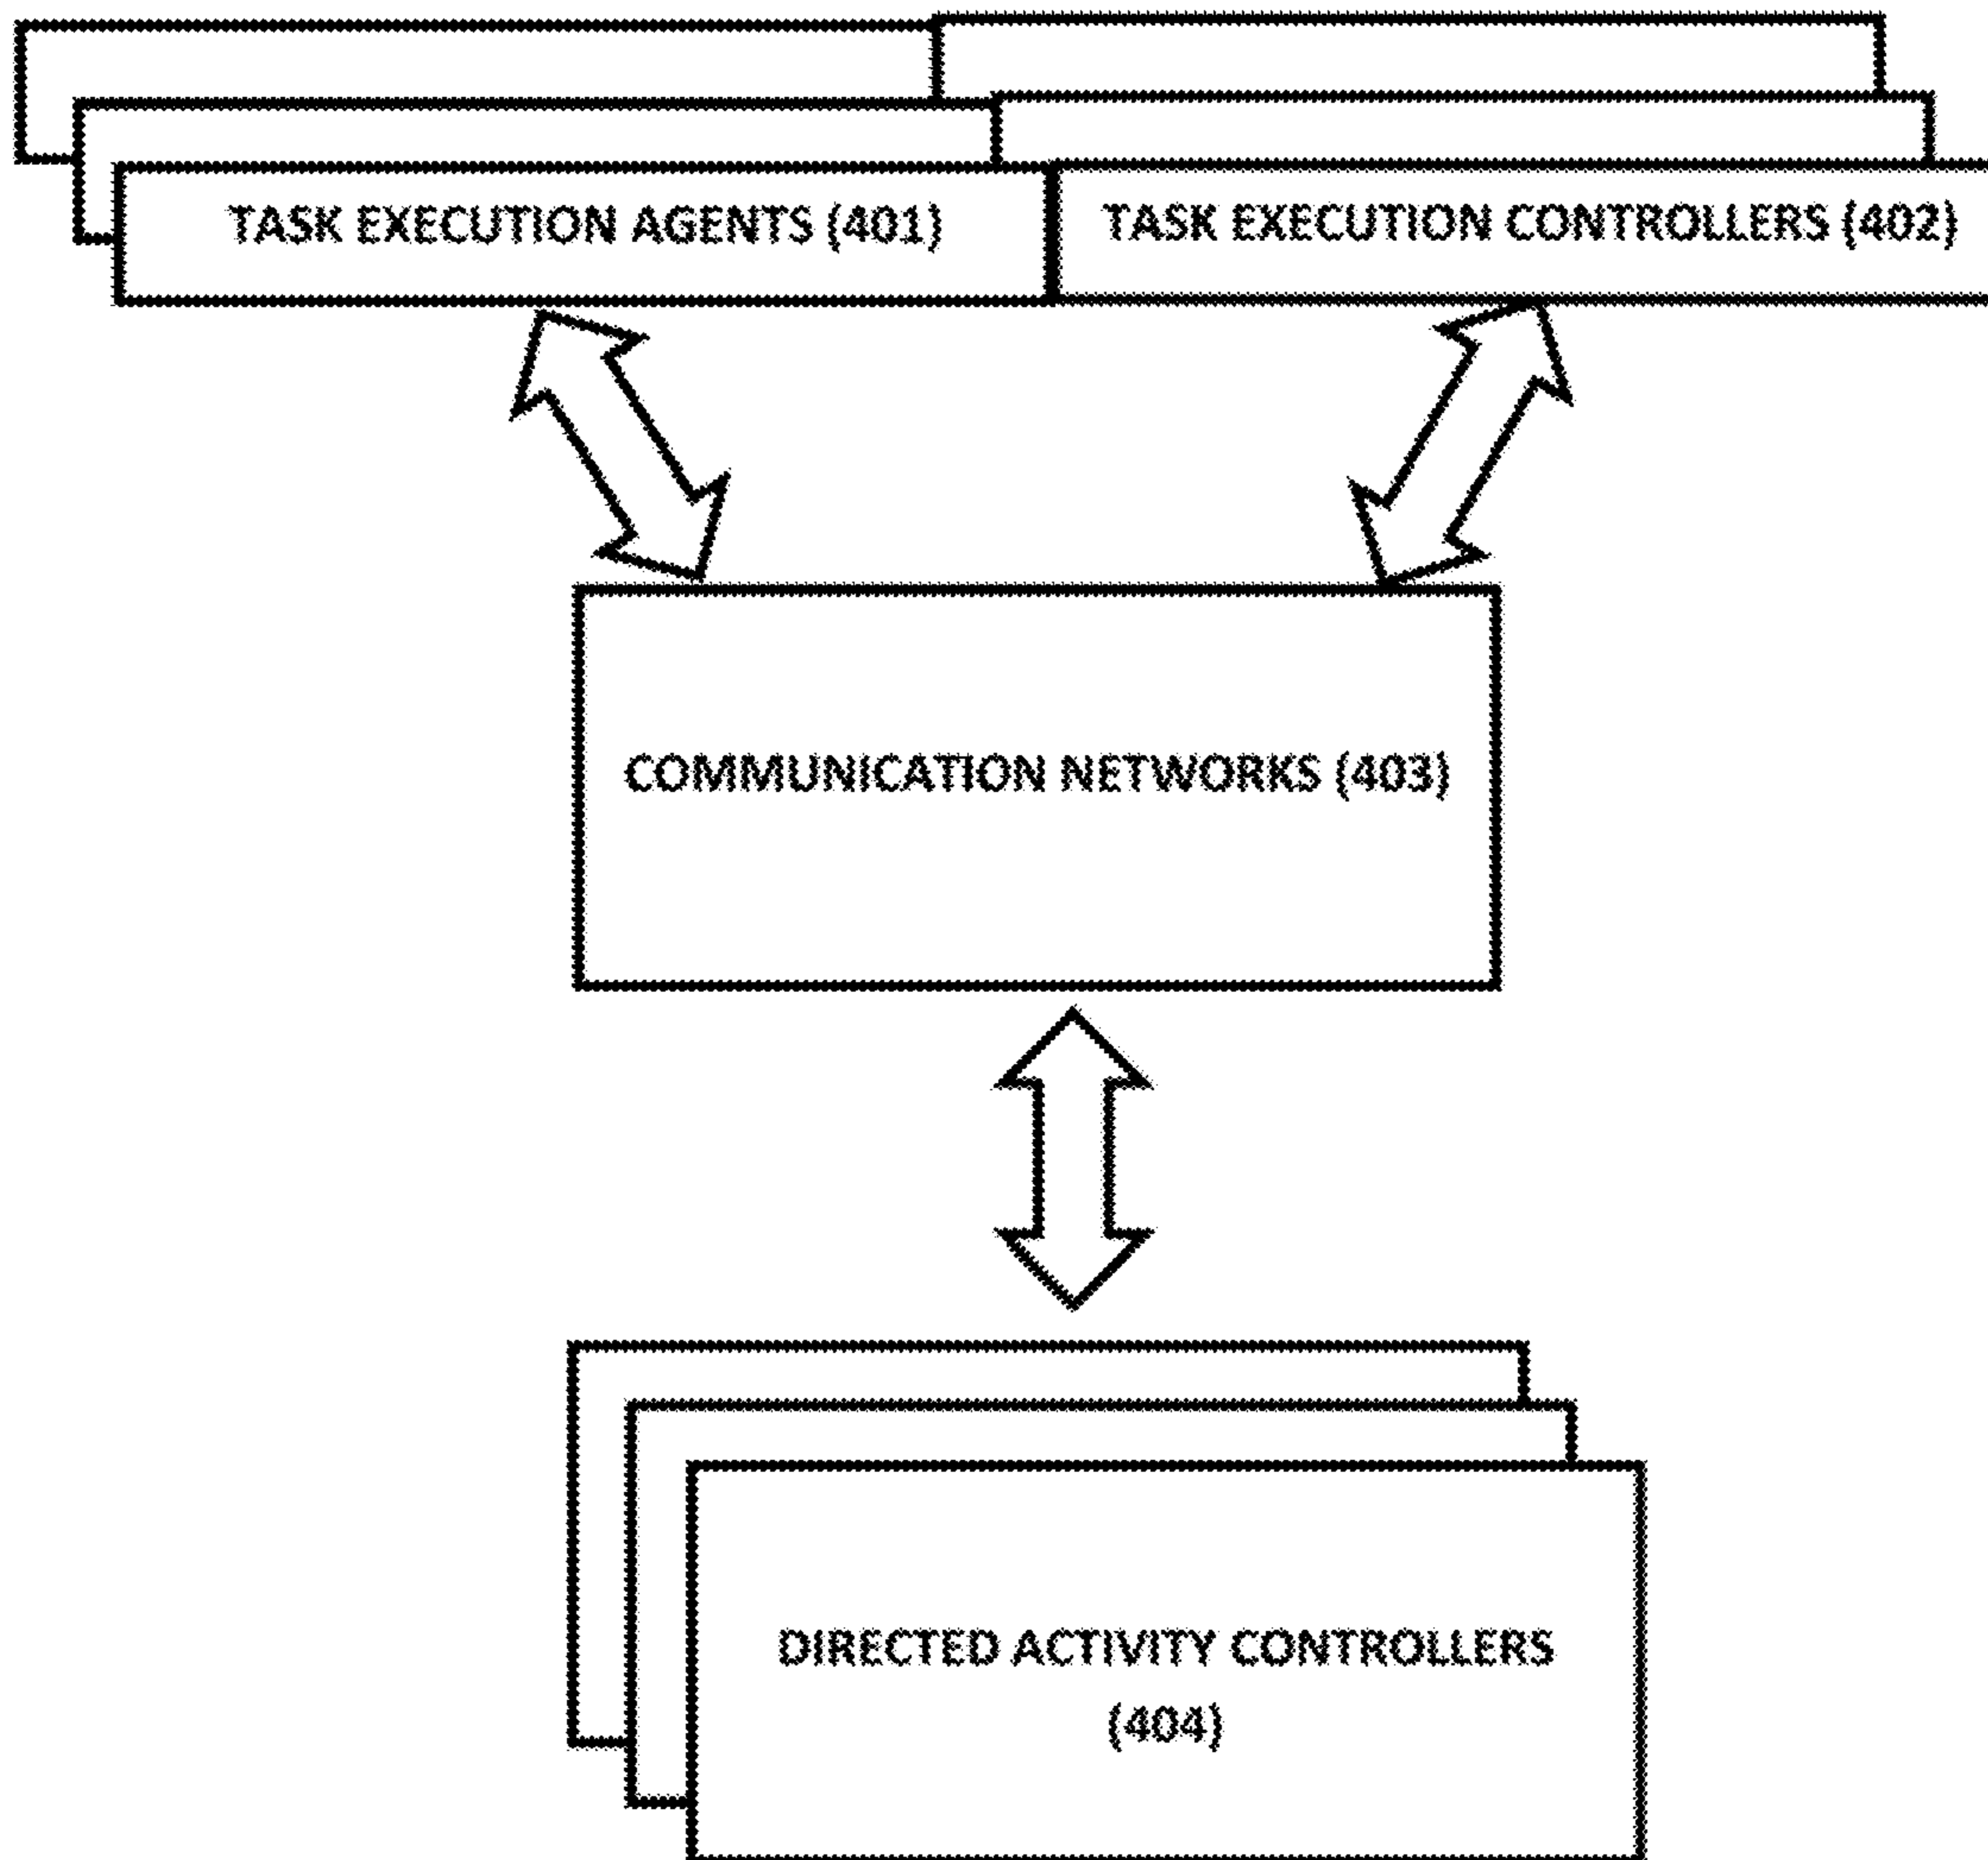 TASK EXECUTION AGENTS (401)
TASK EXECUTION CONTROLLERS (402)
COMMUNICATION NETWORKS (403)
DIRECTED ACTIVITY CONTROLLERS
(404)